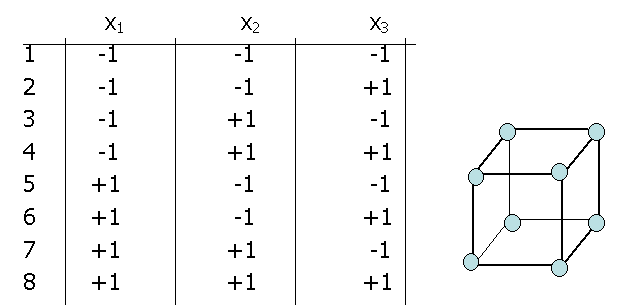 x₁ x₂ x₃
1 -1 -1 -1
2 -1 -1 +1
3 -1 +1 -1
4 -1 +1 +1
5 +1 -1 -1
6 +1 -1 +1
7 +1 +1 -1
8 +1 +1 +1